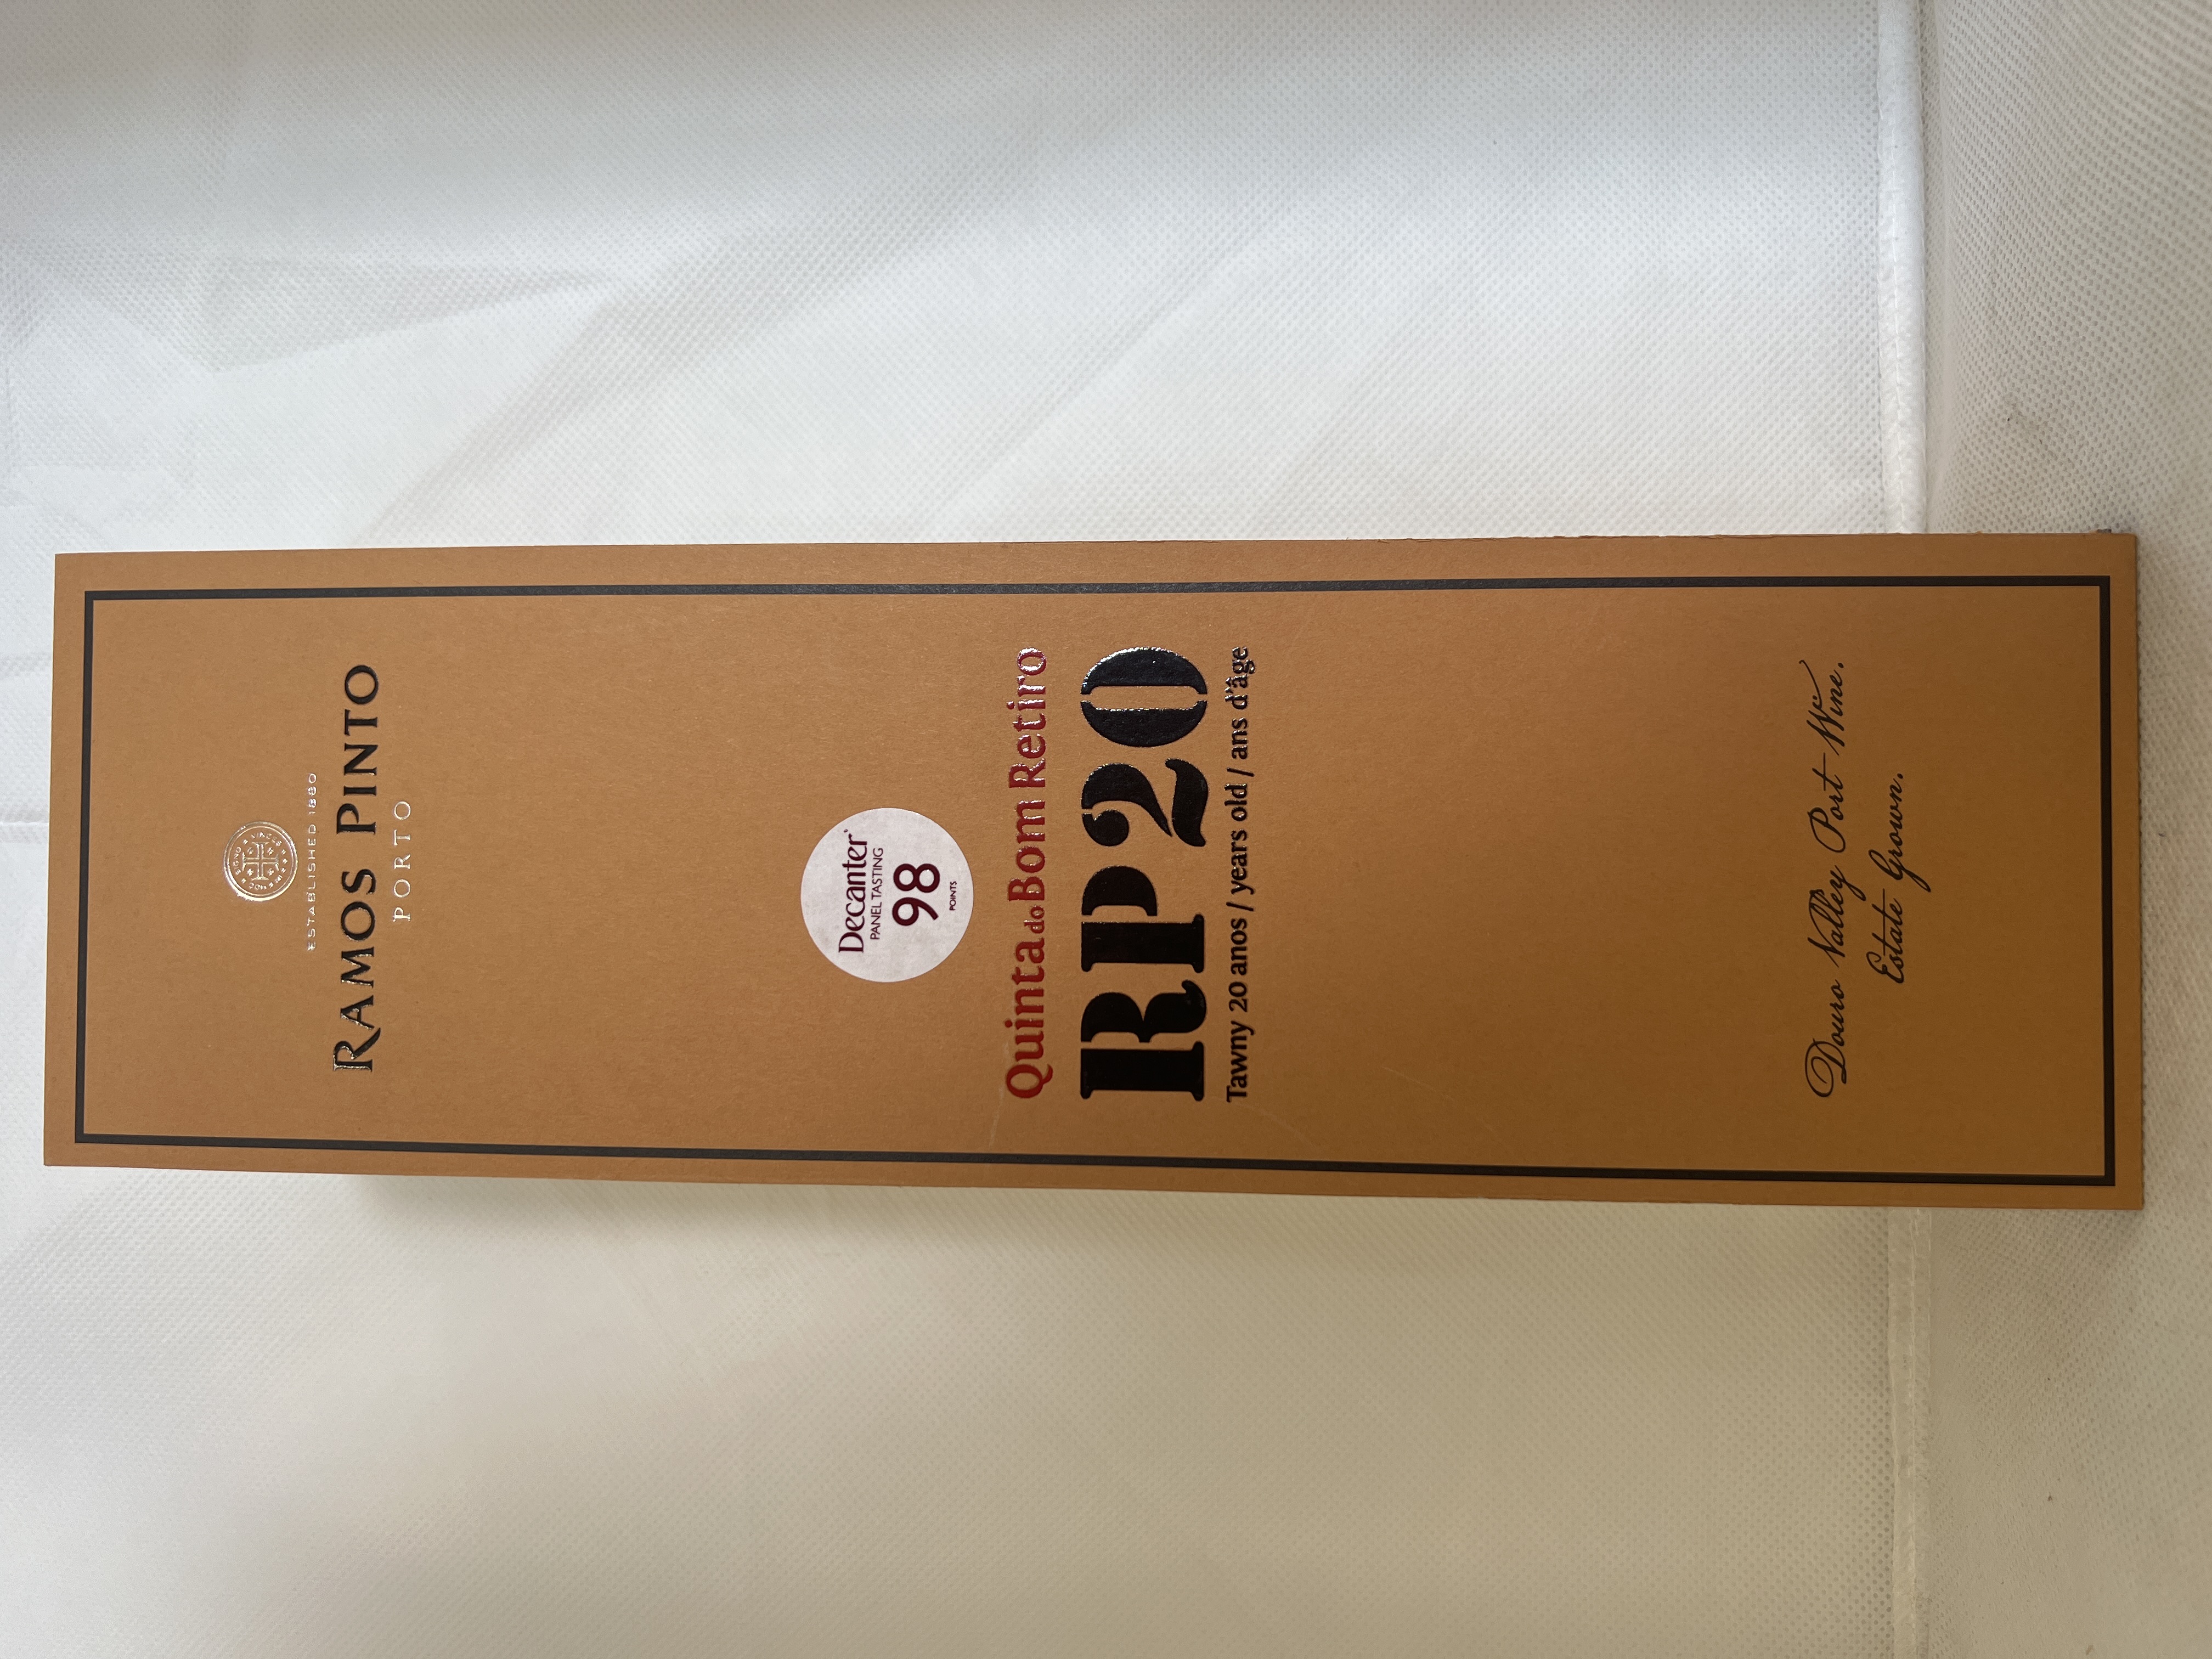 ESTABLISHED 1880
RAMOS PINTO
PORTO
Decanter
PANEL TASTING
98
POINTS
Quinta do Bom Retiro
RP20
Tawny 20 anos / years old / ans d'âge
Douro Valley Port Wine.
Estate Grown.